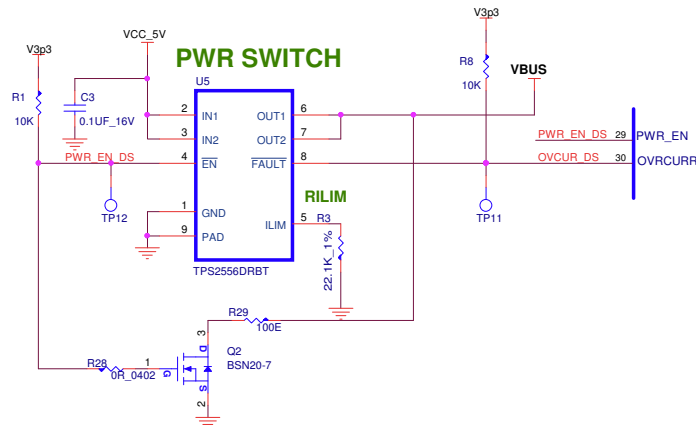 V3p3
VCC_5V
PWR SWITCH
V3p3
R1
10K
C3
0.1UF_16V
U5
R8
10K
VBUS
2 IN1 OUT1 6
3 IN2 OUT2 7
PWR_EN_DS 4 EN FAULT 8
PWR_EN_DS 29 PWR_EN
OVCUR_DS 30 OVRCURR
TP12
TP11
RILIM
1 GND
9 PAD
ILIM 5 R3
22.1K_1%
TPS2556DRBT
R29
100E
3
D
Q2
BSN20-7
R28
0R_0402
1
G
S
2